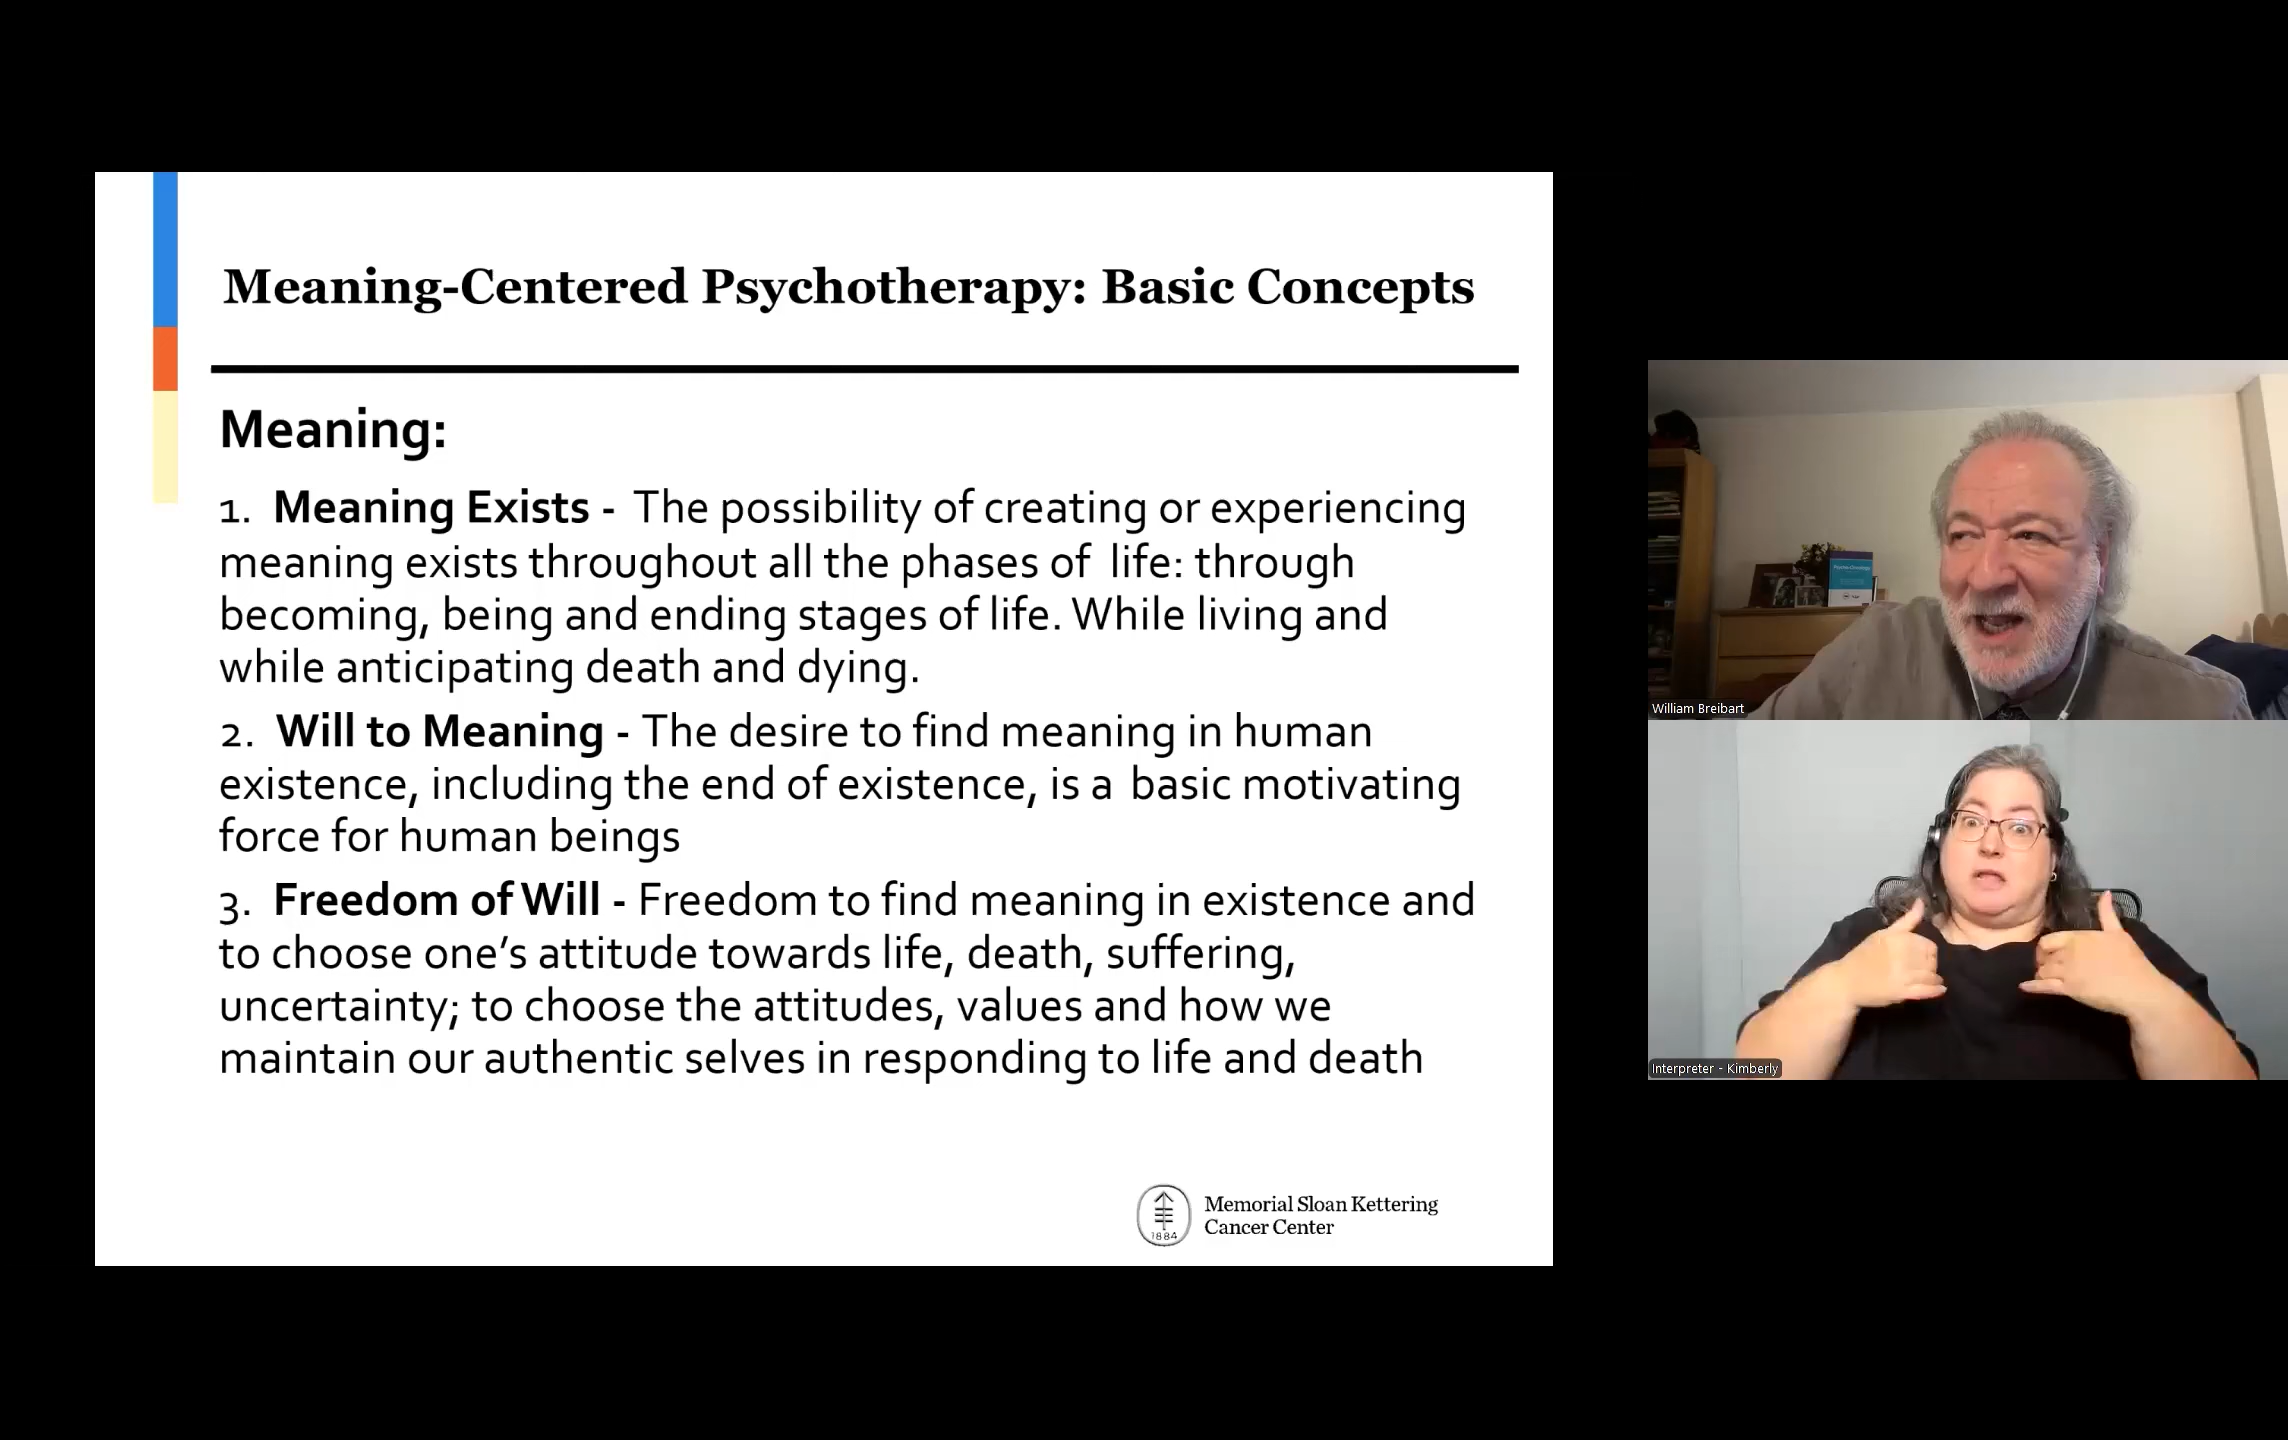 Meaning-Centered Psychotherapy: Basic Concepts
Meaning:
1. Meaning Exists - The possibility of creating or experiencing
meaning exists throughout all the phases of life: through
becoming, being and ending stages of life. While living and
while anticipating death and dying.
2. Will to Meaning - The desire to find meaning in human
existence, including the end of existence, is a basic motivating
force for human beings
3. Freedom of Will - Freedom to find meaning in existence and
to choose one’s attitude towards life, death, suffering,
uncertainty; to choose the attitudes, values and how we
maintain our authentic selves in responding to life and death
1884
Memorial Sloan Kettering
Cancer Center
Psycho-Oncology
William Breibart
Interpreter - Kimberly